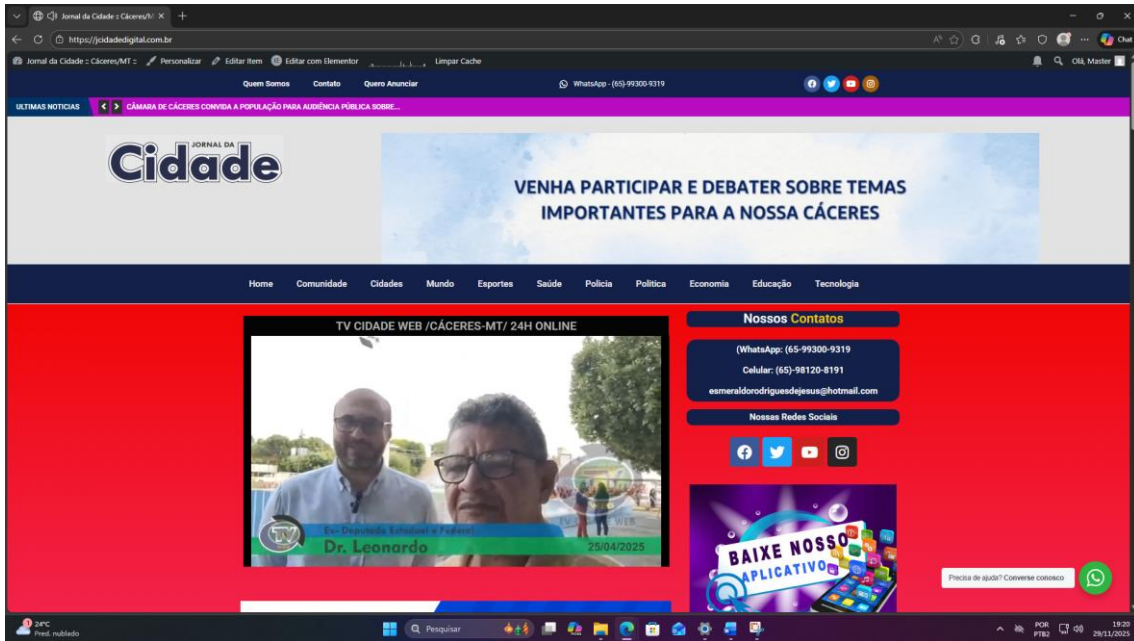 Jornal da Cidade :: Cáceres/M
https://jcidadedigital.com.br
Chat
Jornal da Cidade :: Cáceres/MT :: Personalizar Editar Item Editar com Elementor Limpar Cache Olá, Master
Quem Somos Contato Quero Anunciar WhatsApp - (65)-99300-9319
ULTIMAS NOTICIAS CÂMARA DE CÁCERES CONVIDA A POPULAÇÃO PARA AUDIÊNCIA PÚBLICA SOBRE...
JORNAL DA
Cidade
VENHA PARTICIPAR E DEBATER SOBRE TEMAS
IMPORTANTES PARA A NOSSA CÁCERES
Home Comunidade Cidades Mundo Esportes Saúde Policia Politica Economia Educação Tecnologia
TV CIDADE WEB /CÁCERES-MT/ 24H ONLINE
TV
Ex- Deputado Estadual e Federal
Dr. Leonardo 25/04/2025
Nossos Contatos
(WhatsApp: (65-99300-9319
Celular: (65)-98120-8191
esmeraldorodriguesdejesus@hotmail.com
Nossas Redes Sociais
BAIXE NOSSO
APLICATIVO
Precisa de ajuda? Converse conosco
24°C
Pred. nublado
Pesquisar
POR
PTB2
19:20
29/11/2025